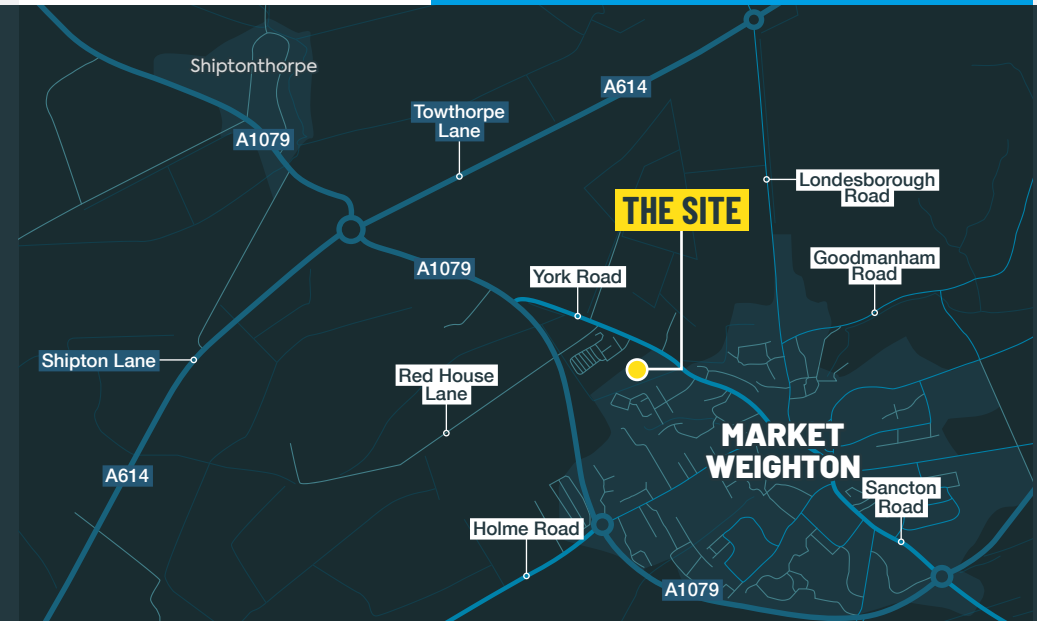 Shiptonthorpe
A614
Towthorpe
Lane
A1079
Londesborough
Road
THE SITE
Goodmanham
Road
A1079
York Road
Shipton Lane
Red House
Lane
MARKET
WEIGHTON
A614
Sancton
Road
Holme Road
A1079